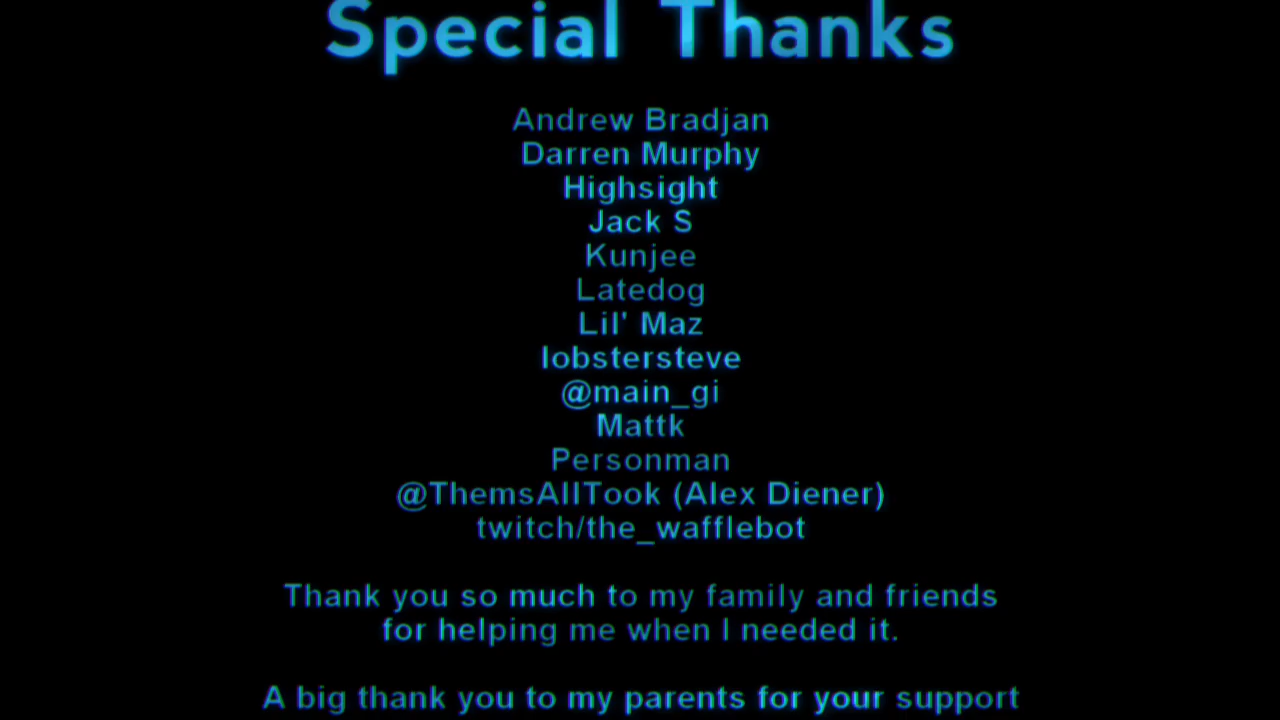 Special Thanks
Andrew Bradjan
Darren Murphy
Highsight
Jack S
Kunjee
Latedog
Lil' Maz
lobstersteve
@main_gi
Mattk
Personman
@ThemsAllTook (Alex Diener)
twitch/the_wafflebot
Thank you so much to my family and friends
for helping me when I needed it.
A big thank you to my parents for your support